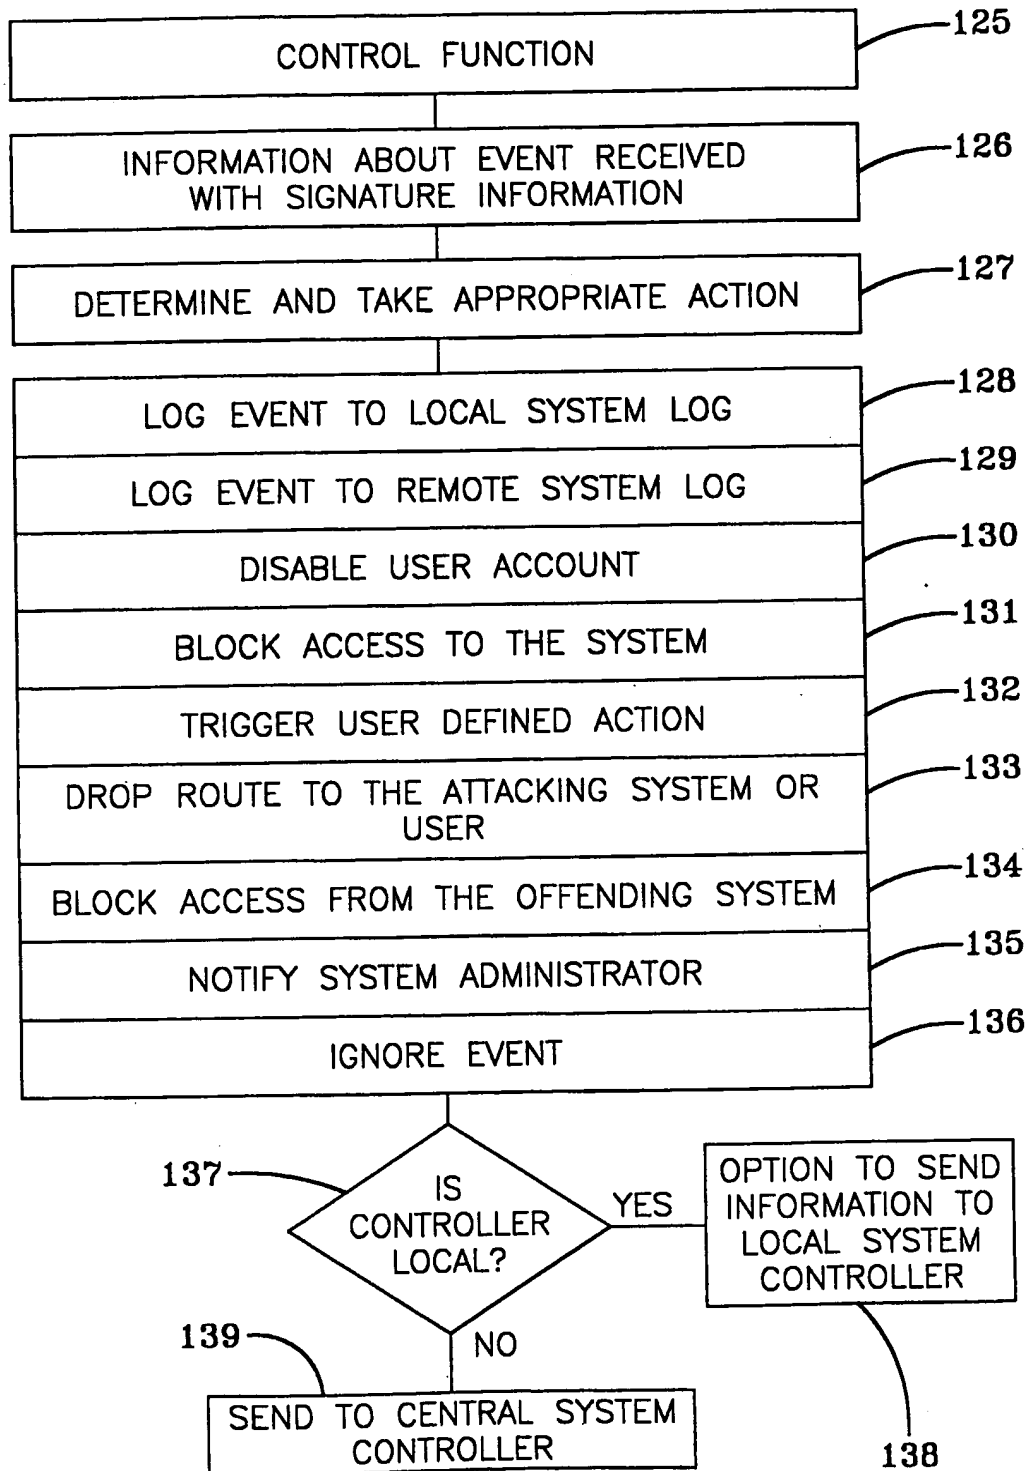 CONTROL FUNCTION
125
INFORMATION ABOUT EVENT RECEIVED
WITH SIGNATURE INFORMATION
126
DETERMINE AND TAKE APPROPRIATE ACTION
127
LOG EVENT TO LOCAL SYSTEM LOG
128
LOG EVENT TO REMOTE SYSTEM LOG
129
DISABLE USER ACCOUNT
130
BLOCK ACCESS TO THE SYSTEM
131
TRIGGER USER DEFINED ACTION
132
DROP ROUTE TO THE ATTACKING SYSTEM OR
USER
133
BLOCK ACCESS FROM THE OFFENDING SYSTEM
134
NOTIFY SYSTEM ADMINISTRATOR
135
IGNORE EVENT
136
137
IS
CONTROLLER
LOCAL?
YES
OPTION TO SEND
INFORMATION TO
LOCAL SYSTEM
CONTROLLER
138
NO
139
SEND TO CENTRAL SYSTEM
CONTROLLER